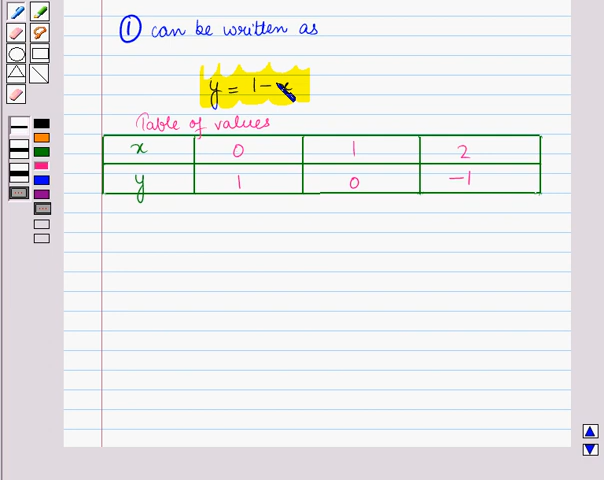 ① can be written as
y = 1 - x
Table of values
x 0 1 2
y 1 0 -1